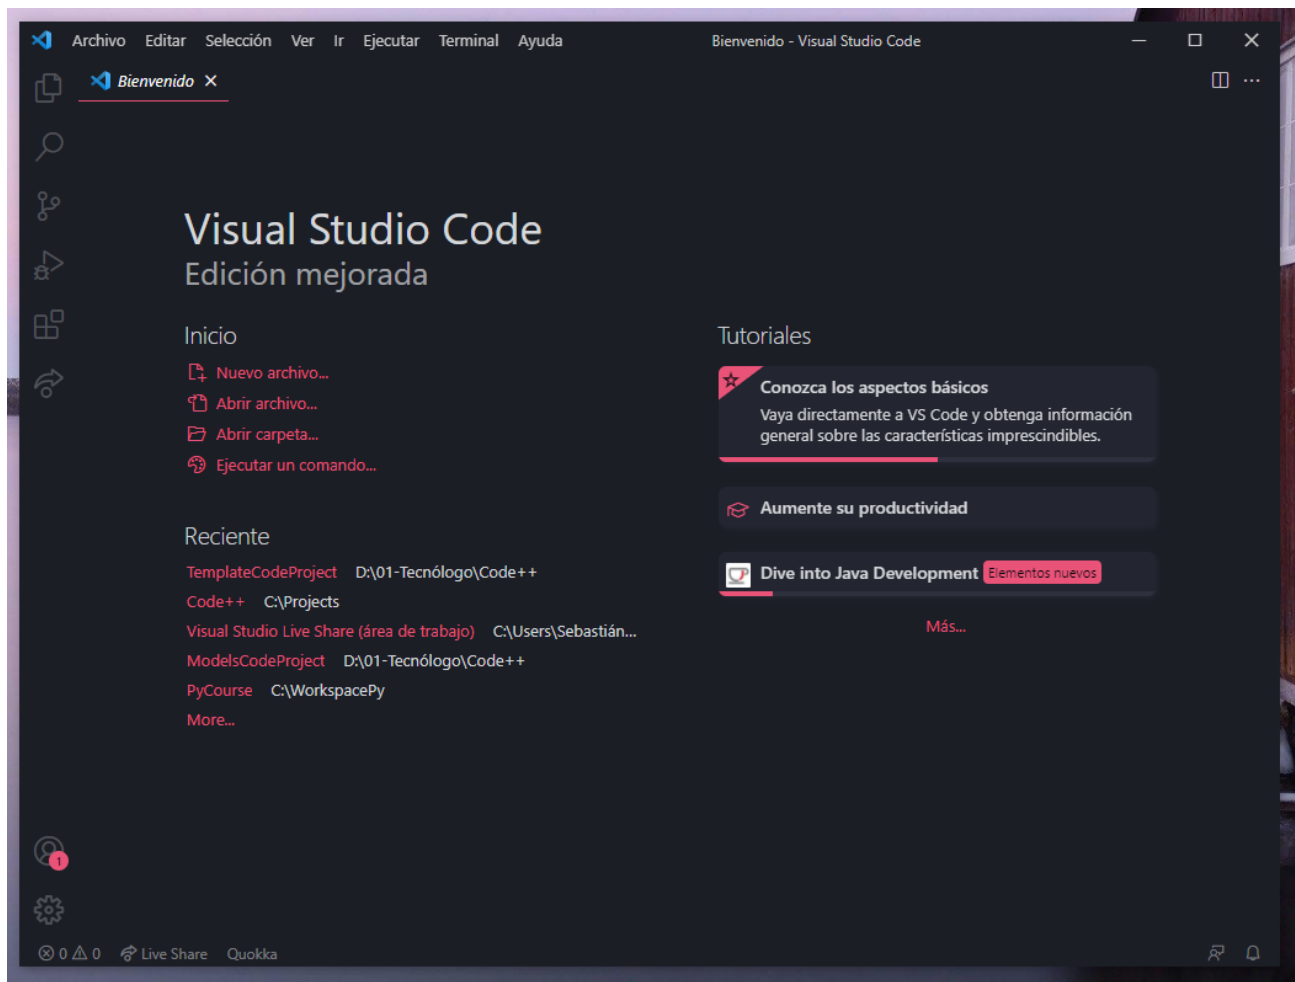 Archivo Editar Selección Ver Ir Ejecutar Terminal Ayuda Bienvenido - Visual Studio Code
Bienvenido
Visual Studio Code
Edición mejorada
Inicio
Nuevo archivo...
Abrir archivo...
Abrir carpeta...
Ejecutar un comando...
Reciente
TemplateCodeProject D:\01-Tecnólogo\Code++
Code++ C:\Projects
Visual Studio Live Share (área de trabajo) C:\Users\Sebastián...
ModelsCodeProject D:\01-Tecnólogo\Code++
PyCourse C:\WorkspacePy
More...
Tutoriales
Conozca los aspectos básicos
Vaya directamente a VS Code y obtenga información
general sobre las características imprescindibles.
Aumente su productividad
Dive into Java Development Elementos nuevos
Más...
1
0 0 Live Share Quokka